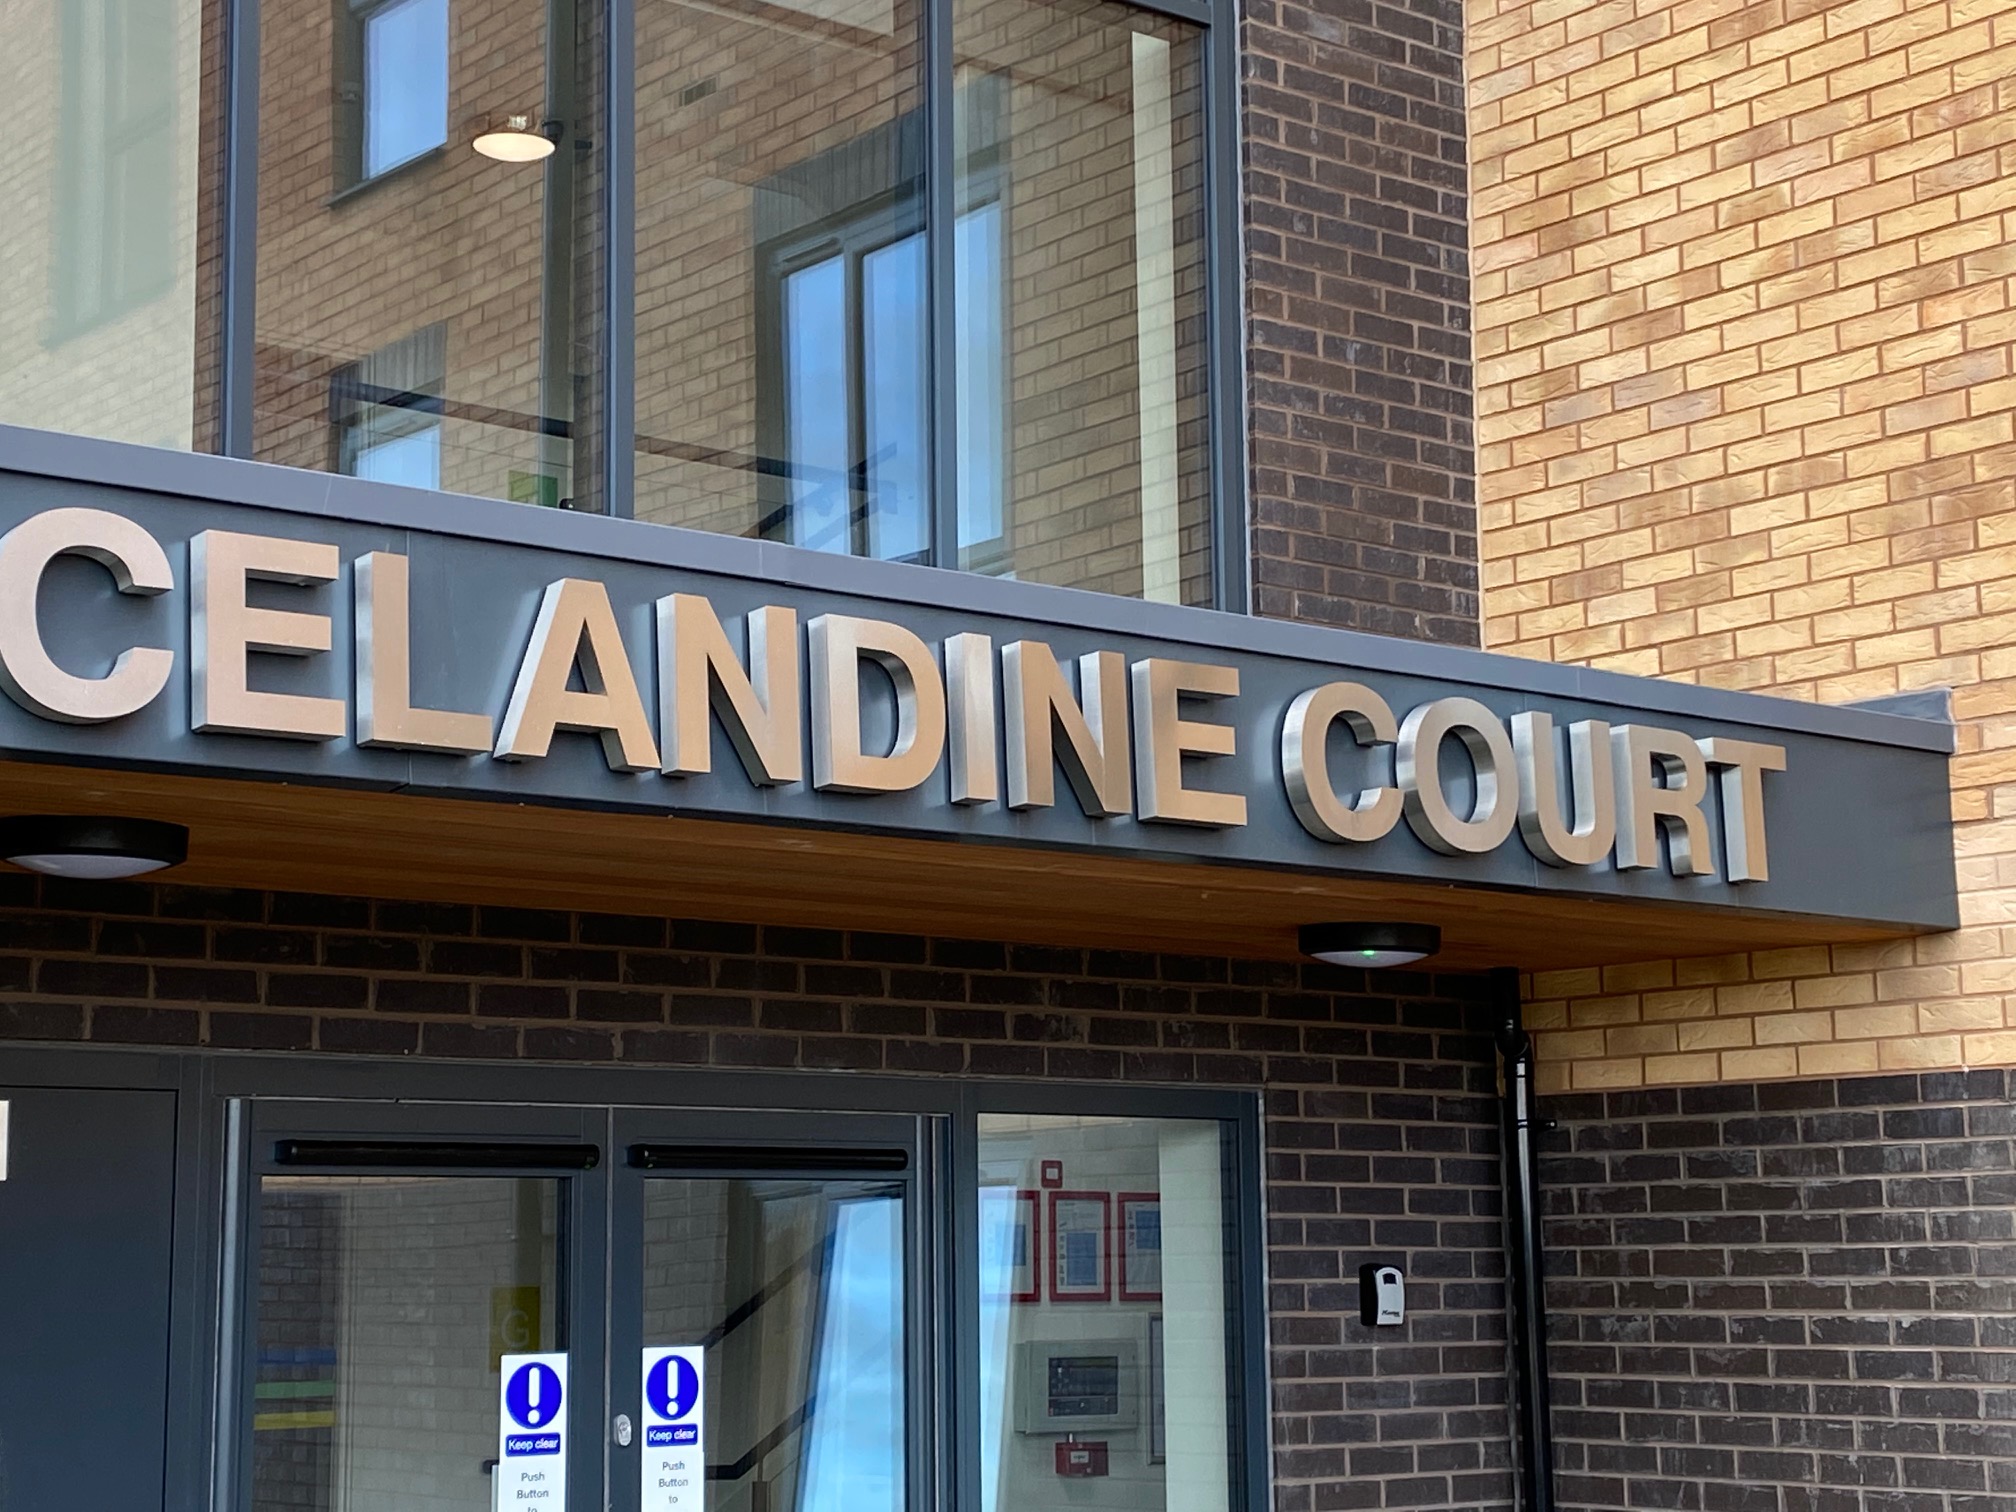 CELANDINE COURT
G
Keep clear
Push
Button
to
Keep clear
Push
Button
to